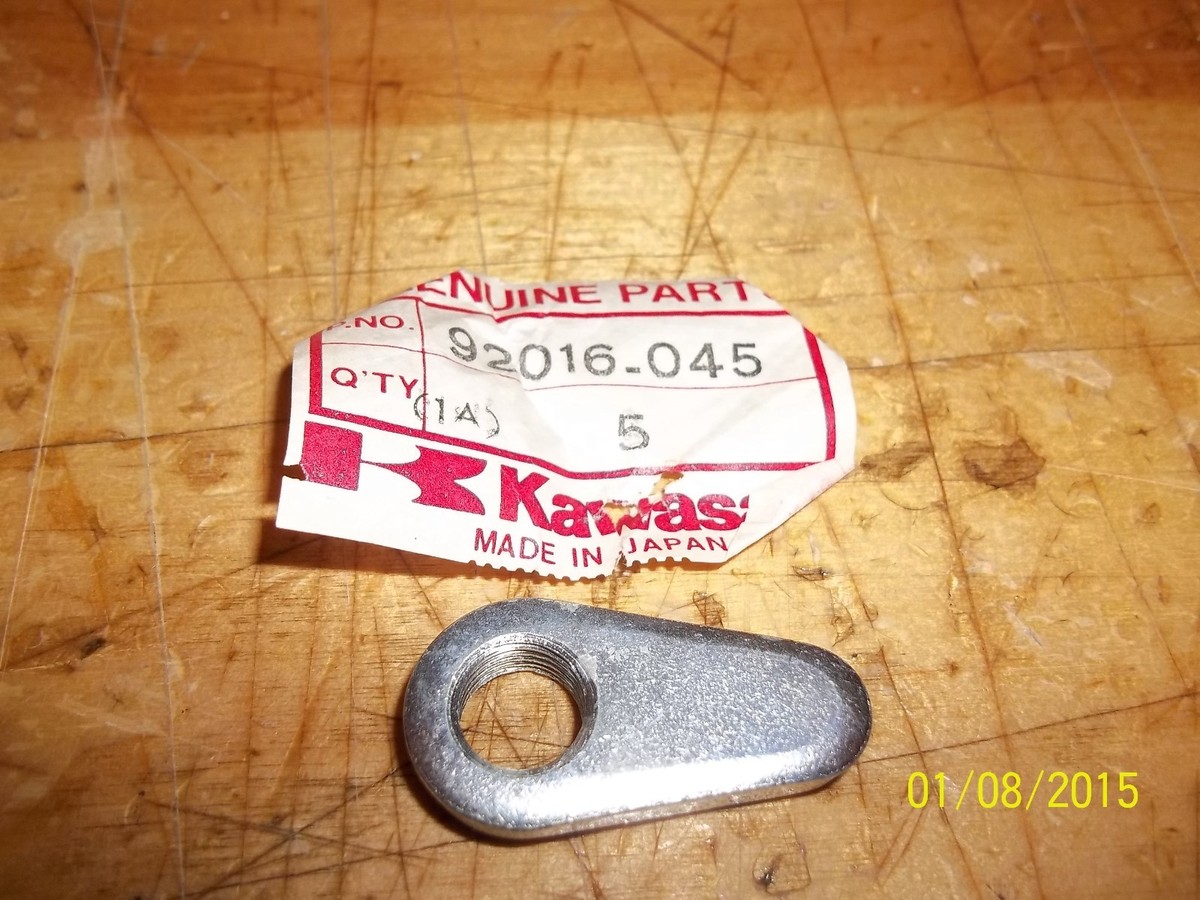 ENUINE PART
P.NO. 92016-045
Q'TY (1A) 5
Kawas
MADE IN JAPAN
01/08/2015